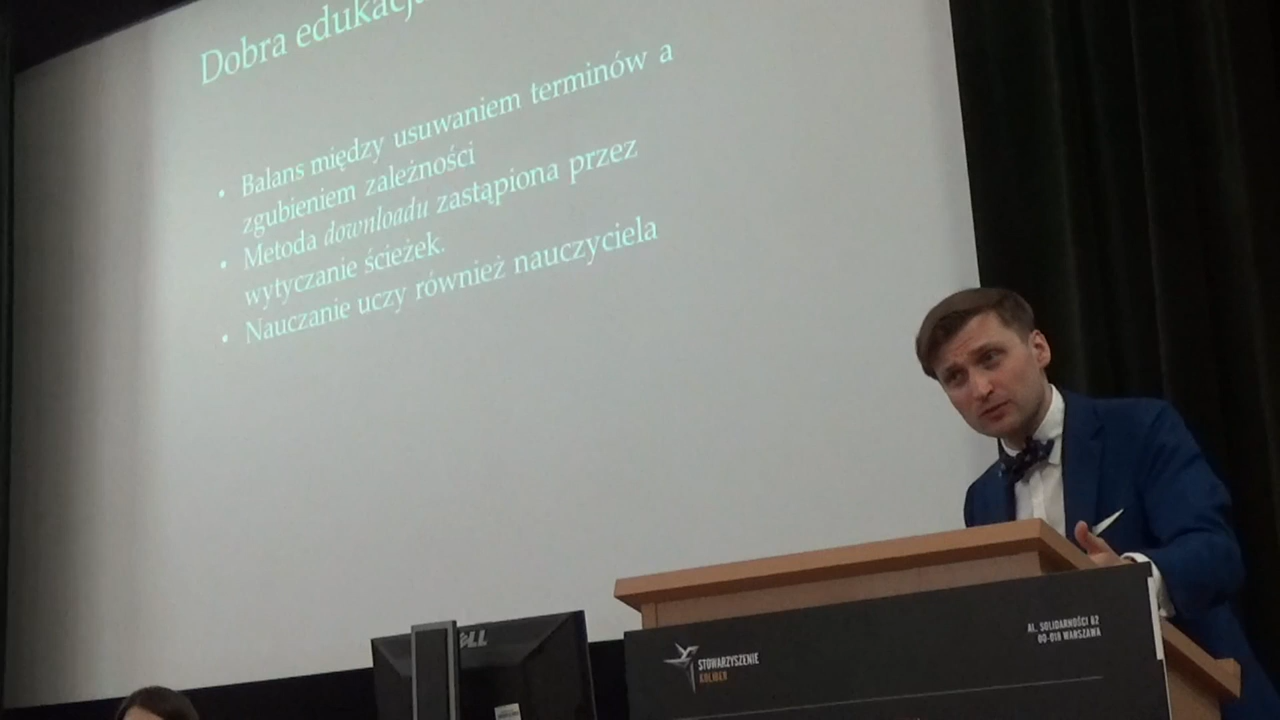 Dobra edukacja
• Balans między usuwaniem terminów a
zgubieniem zależności
• Metoda downloadu zastąpiona przez
wytyczanie ścieżek.
• Nauczanie uczy również nauczyciela
DELL
STOWARZYSZENIE
KOLIBER
AL. SOLIDARNOŚCI 82
00-018 WARSZAWA